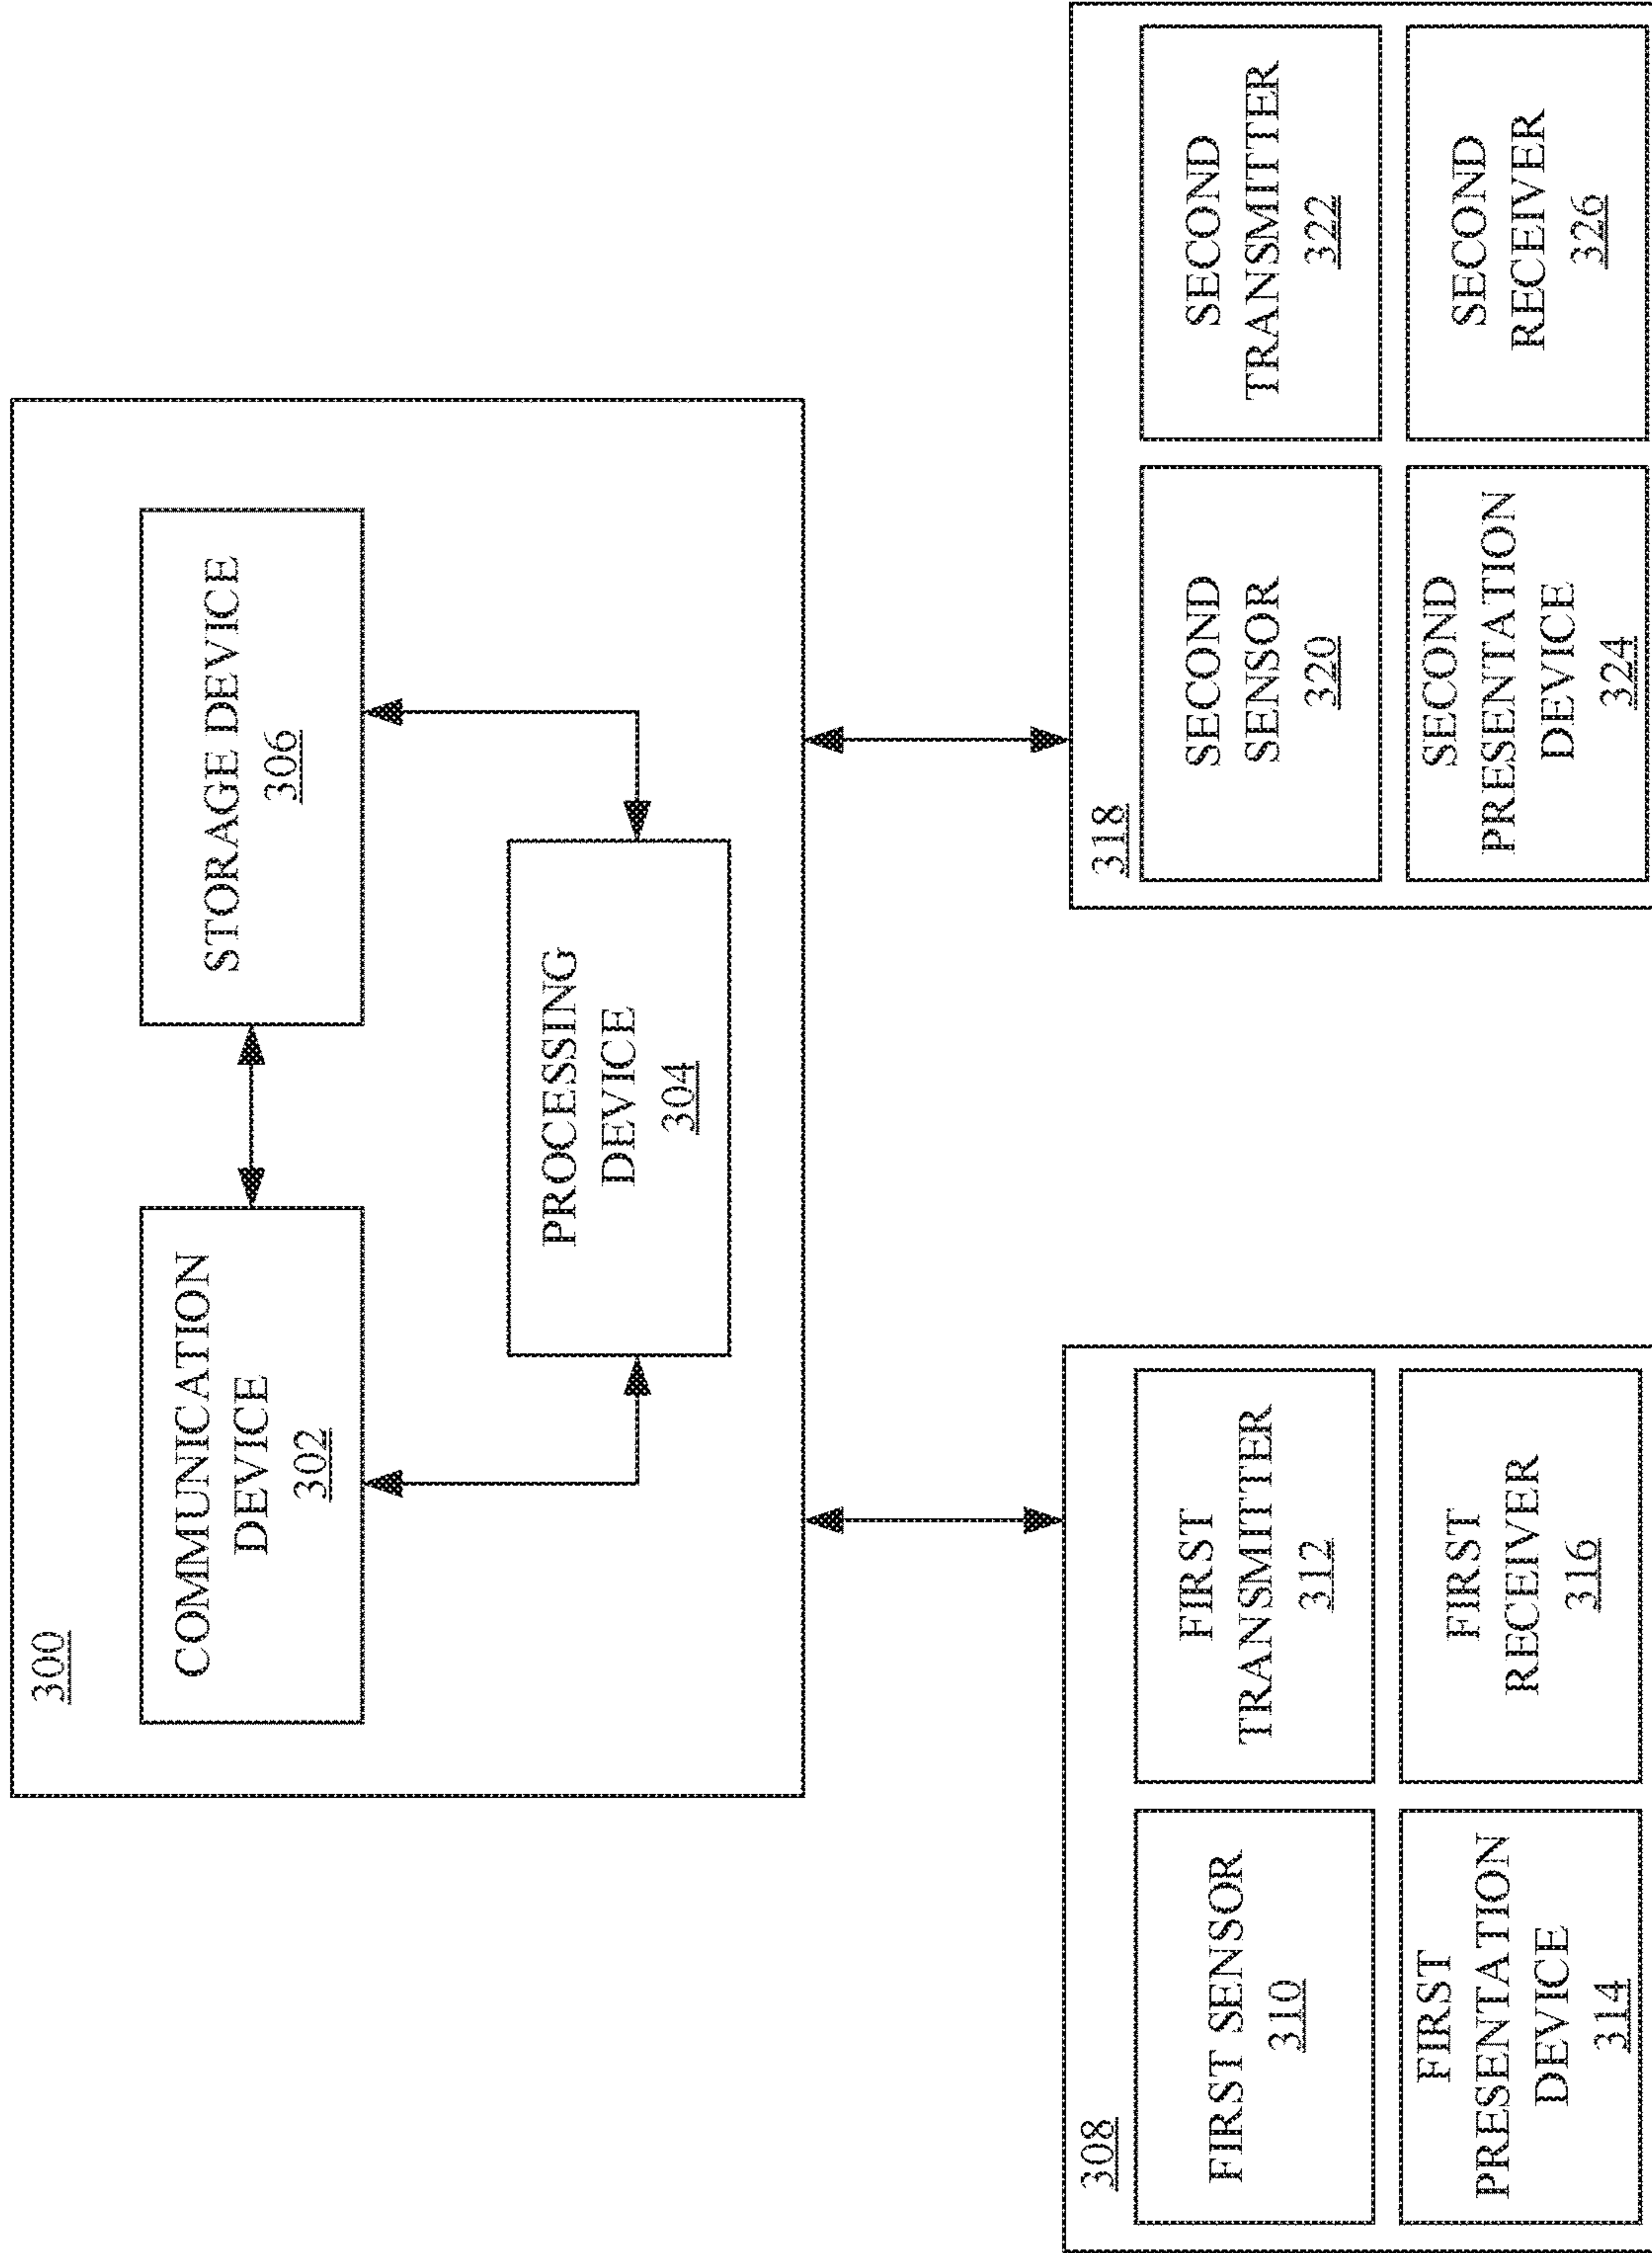 300
COMMUNICATION
DEVICE
302
STORAGE DEVICE
306
PROCESSING
DEVICE
304
308
FIRST SENSOR
310
FIRST
TRANSMITTER
312
FIRST
PRESENTATION
DEVICE
314
FIRST
RECEIVER
316
318
SECOND
SENSOR
320
SECOND
TRANSMITTER
322
SECOND
PRESENTATION
DEVICE
324
SECOND
RECEIVER
326